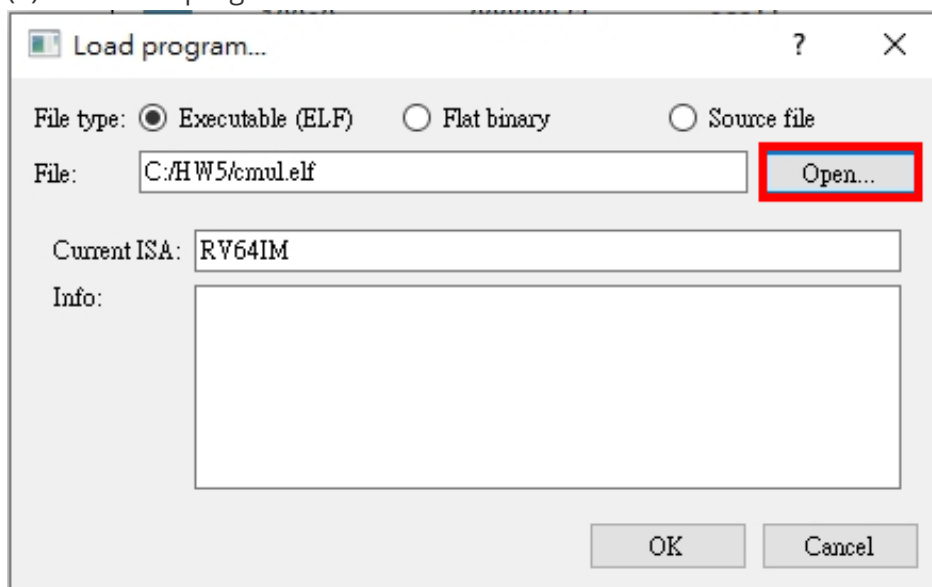 Load program...
?
File type: Executable (ELF) Flat binary Source file
File: C:/HW5/cmul.elf Open...
Current ISA: RV64IM
Info:
OK Cancel